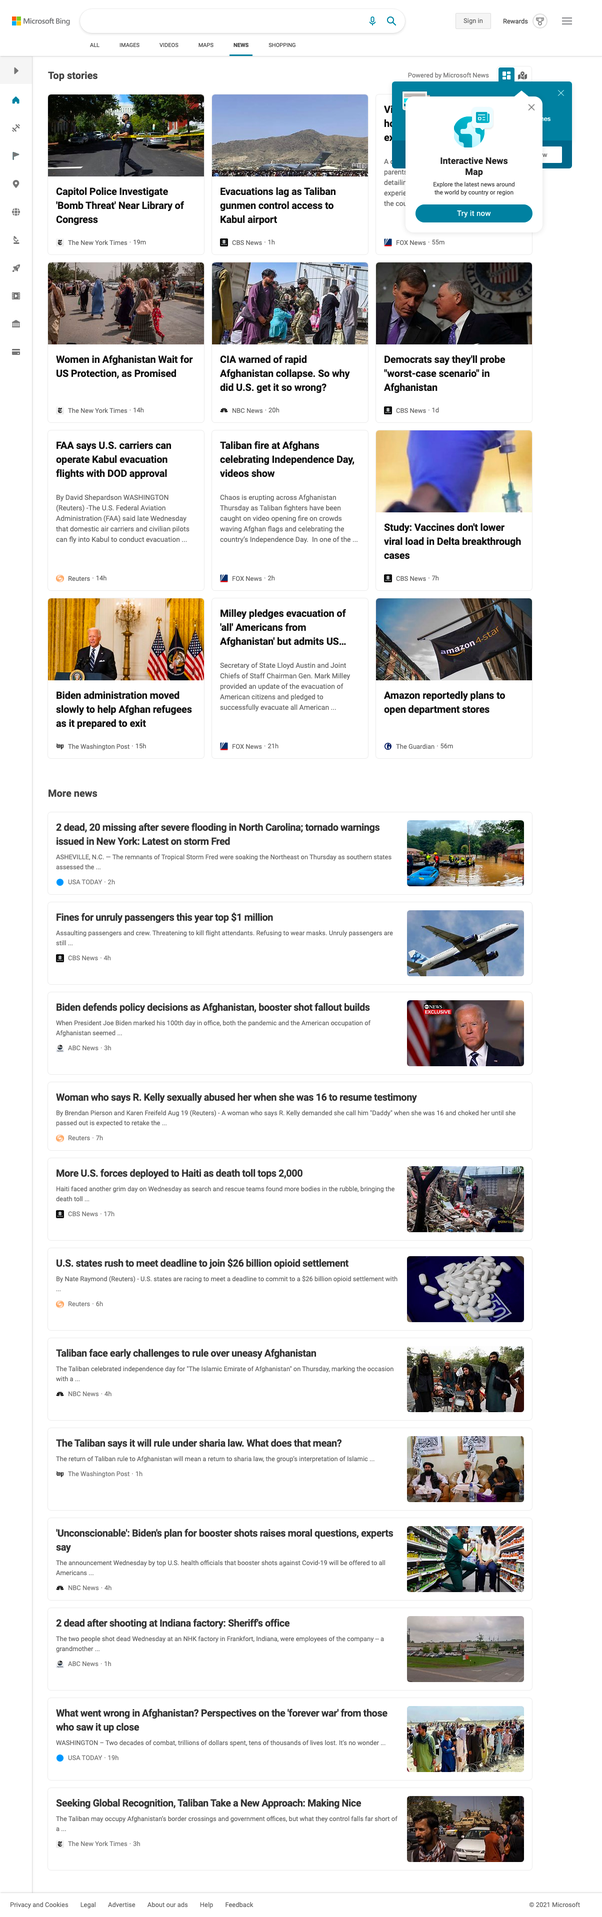 Microsoft Bing
Sign in
Rewards
ALL
IMAGES
VIDEOS
MAPS
NEWS
SHOPPING
Top stories
Powered by Microsoft News
Interactive News
Map
Explore the latest news around
the world by country or region
Try it now
Capitol Police Investigate
'Bomb Threat' Near Library of
Congress
The New York Times · 19m
Evacuations lag as Taliban
gunmen control access to
Kabul airport
CBS News · 1h
FOX News · 55m
Women in Afghanistan Wait for
US Protection, as Promised
The New York Times · 14h
CIA warned of rapid
Afghanistan collapse. So why
did U.S. get it so wrong?
NBC News · 20h
Democrats say they'll probe
"worst-case scenario" in
Afghanistan
CBS News · 1d
FAA says U.S. carriers can
operate Kabul evacuation
flights with DOD approval
By David Shepardson WASHINGTON
(Reuters) -The U.S. Federal Aviation
Administration (FAA) said late Wednesday
that domestic air carriers and civilian pilots
can fly into Kabul to conduct evacuation ...
Reuters · 14h
Taliban fire at Afghans
celebrating Independence Day,
videos show
Chaos is erupting across Afghanistan
Thursday as Taliban fighters have been
caught on video opening fire on crowds
waving Afghan flags and celebrating the
country's Independence Day. In one of the ...
FOX News · 2h
Study: Vaccines don't lower
viral load in Delta breakthrough
cases
CBS News · 7h
Biden administration moved
slowly to help Afghan refugees
as it prepared to exit
The Washington Post · 15h
Milley pledges evacuation of
'all' Americans from
Afghanistan' but admits US...
Secretary of State Lloyd Austin and Joint
Chiefs of Staff Chairman Gen. Mark Milley
provided an update of the evacuation of
American citizens and pledged to
successfully evacuate all American ...
FOX News · 21h
amazon 4-star
Amazon reportedly plans to
open department stores
The Guardian · 56m
More news
2 dead, 20 missing after severe flooding in North Carolina; tornado warnings
issued in New York: Latest on storm Fred
ASHEVILLE, N.C. — The remnants of Tropical Storm Fred were soaking the Northeast on Thursday as southern states
assessed the ...
USA TODAY · 2h
Fines for unruly passengers this year top $1 million
Assaulting passengers and crew. Threatening to kill flight attendants. Refusing to wear masks. Unruly passengers are
still ...
CBS News · 4h
Biden defends policy decisions as Afghanistan, booster shot fallout builds
When President Joe Biden marked his 100th day in office, both the pandemic and the American occupation of
Afghanistan seemed ...
ABC News · 3h
NEWS
EXCLUSIVE
Woman who says R. Kelly sexually abused her when she was 16 to resume testimony
By Brendan Pierson and Karen Freifeld Aug 19 (Reuters) - A woman who says R. Kelly demanded she call him "Daddy" when she was 16 and choked her until she
passed out is expected to retake the ...
Reuters · 7h
More U.S. forces deployed to Haiti as death toll tops 2,000
Haiti faced another grim day on Wednesday as search and rescue teams found more bodies in the rubble, bringing the
death toll ...
CBS News · 17h
U.S. states rush to meet deadline to join $26 billion opioid settlement
By Nate Raymond (Reuters) - U.S. states are racing to meet a deadline to commit to a $26 billion opioid settlement with
...
Reuters · 6h
Taliban face early challenges to rule over uneasy Afghanistan
The Taliban celebrated independence day for "The Islamic Emirate of Afghanistan" on Thursday, marking the occasion
with a ...
NBC News · 4h
The Taliban says it will rule under sharia law. What does that mean?
The return of Taliban rule to Afghanistan will mean a return to sharia law, the group's interpretation of Islamic ...
The Washington Post · 1h
'Unconscionable': Biden's plan for booster shots raises moral questions, experts
say
The announcement Wednesday by top U.S. health officials that booster shots against Covid-19 will be offered to all
Americans ...
NBC News · 4h
2 dead after shooting at Indiana factory: Sheriff's office
The two people shot dead Wednesday at an NHK factory in Frankfort, Indiana, were employees of the company -- a
grandmother ...
ABC News · 1h
What went wrong in Afghanistan? Perspectives on the 'forever war' from those
who saw it up close
WASHINGTON – Two decades of combat, trillions of dollars spent, tens of thousands of lives lost. It's no wonder ...
USA TODAY · 19h
Seeking Global Recognition, Taliban Take a New Approach: Making Nice
The Taliban may occupy Afghanistan's border crossings and government offices, but what they control falls far short of
a ...
The New York Times · 3h
Privacy and Cookies
Legal
Advertise
About our ads
Help
Feedback
© 2021 Microsoft